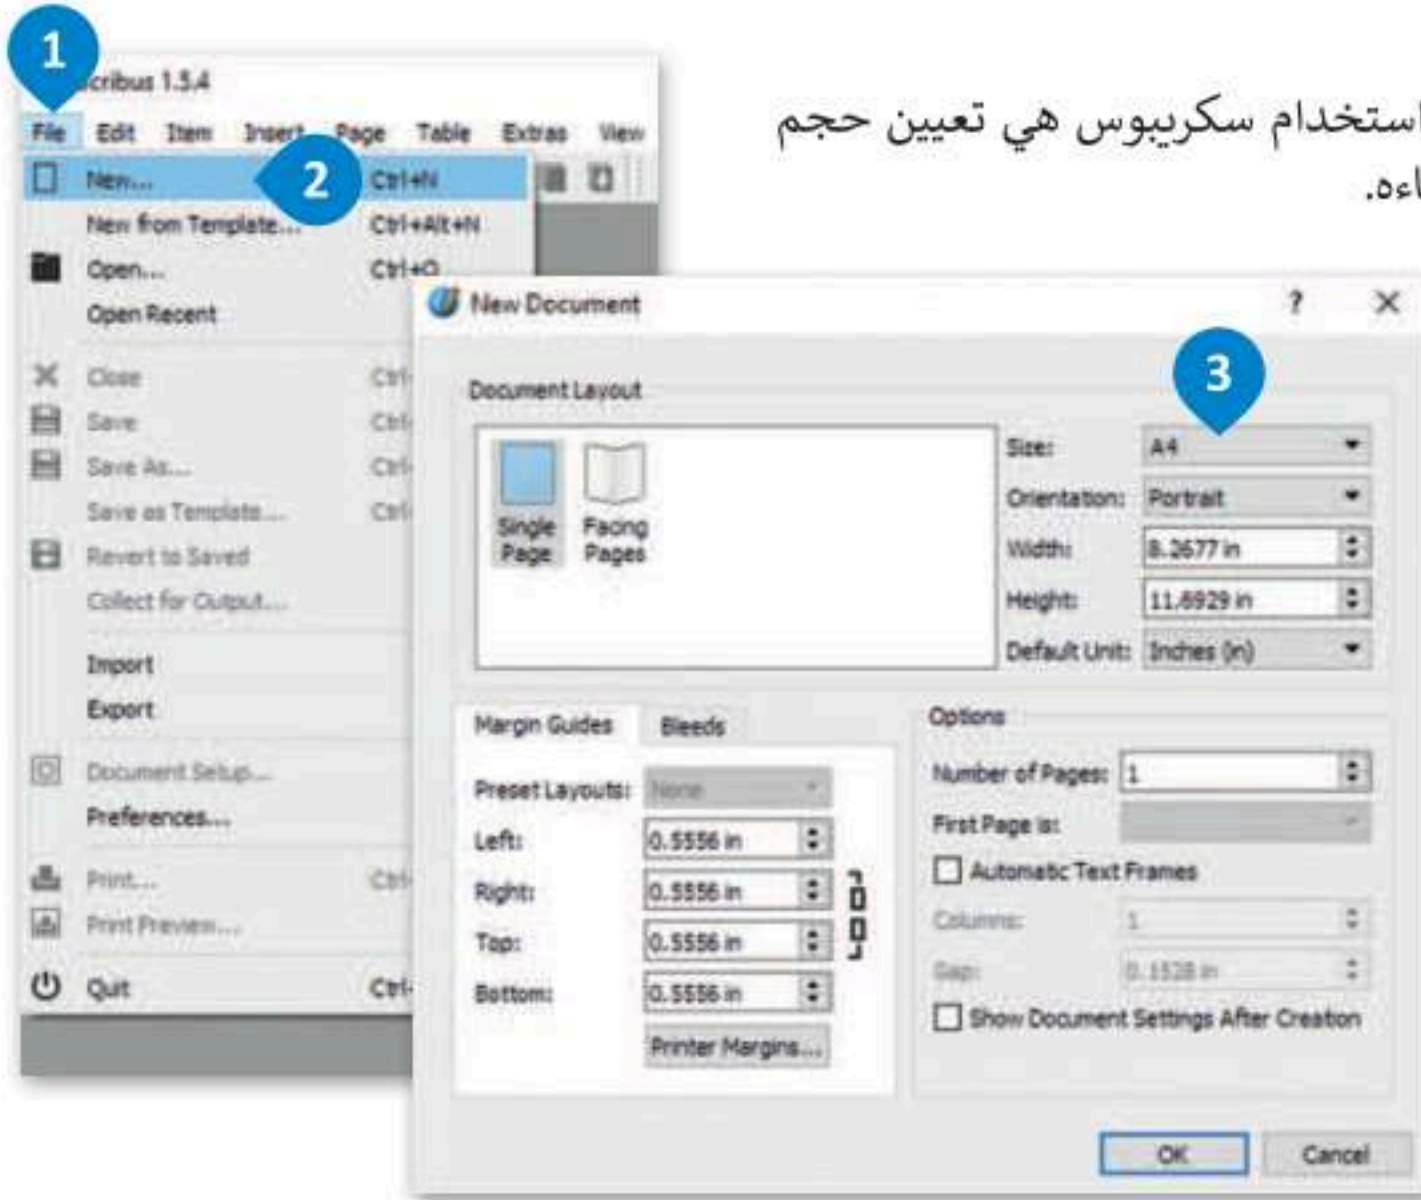 1
cribus 1.5.4
File Edit Item Insert Page Table Extras View
2
New... Ctrl+N
New from Template... Ctrl+Alt+N
Open... Ctrl+O
Open Recent
Close
Save
Save As...
Save as Template...
Revert to Saved
Collect for Output...
Import
Export
Document Setup...
Preferences...
Print...
Print Preview...
Quit
استخدام سكريبوس هي تعيين حجم
اءه.
New Document ? X
3
Document Layout
Single Page
Facing Pages
Size: A4
Orientation: Portrait
Width: 8.2677 in
Height: 11.6929 in
Default Unit: Inches (in)
Margin Guides Bleeds
Preset Layouts: None
Left: 0.5556 in
Right: 0.5556 in
Top: 0.5556 in
Bottom: 0.5556 in
Printer Margins...
Options
Number of Pages: 1
First Page is:
Automatic Text Frames
Columns: 1
Gap: 0.1528 in
Show Document Settings After Creation
OK Cancel